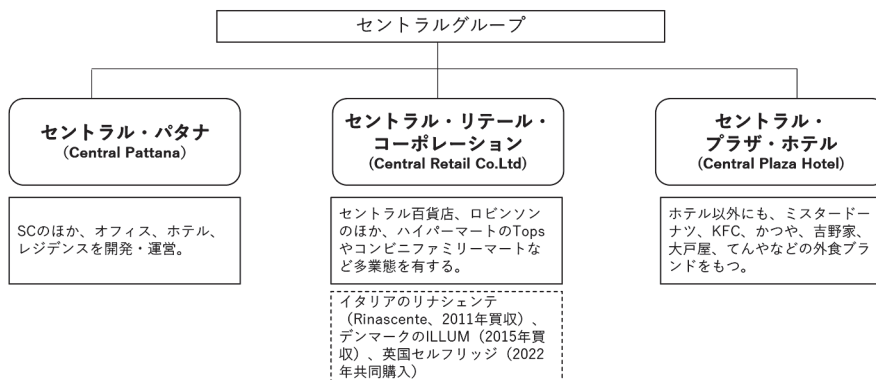 セントラルグループ
セントラル・パタナ
（Central Pattana）
SCのほか、オフィス、ホテル、
レジデンスを開発・運営。
セントラル・リテール・
コーポレーション
(Central Retail Co.Ltd)
セントラル百貨店、ロビンソン
のほか、ハイパーマートのTops
やコンビニファミリーマートな
ど多業態を有する。
イタリアのリナシェンテ
（Rinascente、2011年買収）、
デンマークのILLUM（2015年買
収）、英国セルフリッジ（2022
年共同購入）
セントラル・
プラザ・ホテル
(Central Plaza Hotel)
ホテル以外にも、ミスタードー
ナツ、KFC、かつや、吉野家、
大戸屋、てんやなどの外食ブラ
ンドをもつ。